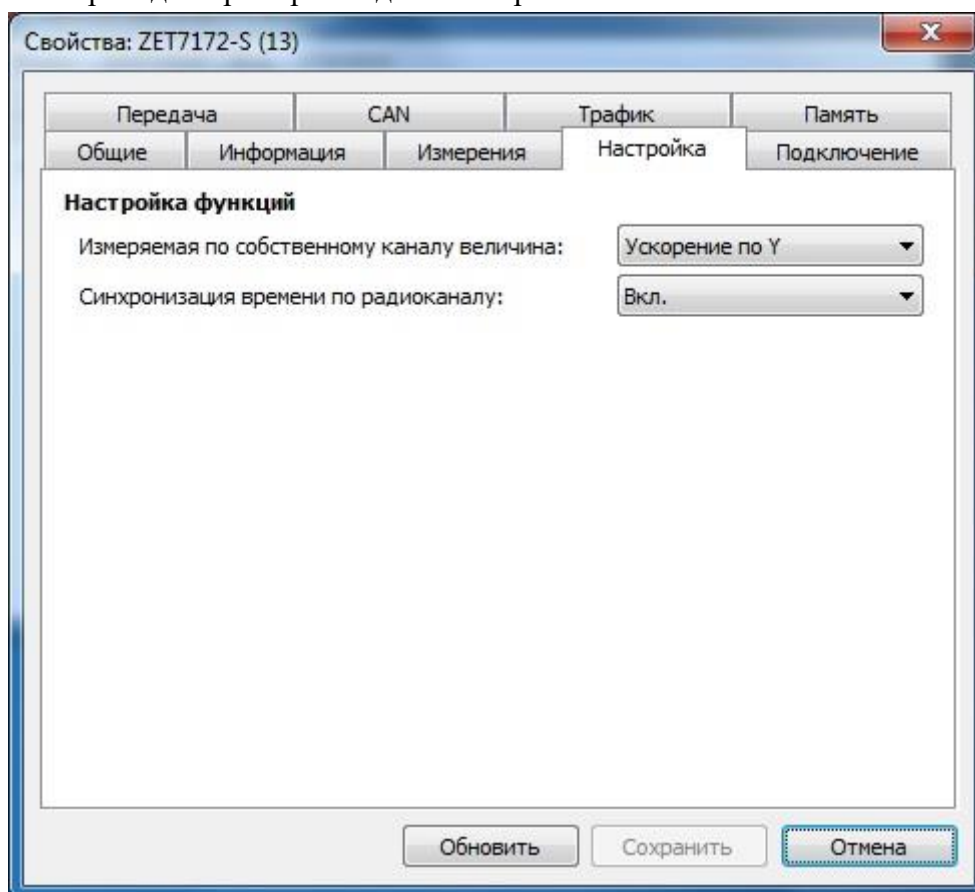 Свойства: ZET7172-S (13)
Передача CAN Трафик Память
Общие Информация Измерения Настройка Подключение
Настройка функций
Измеряемая по собственному каналу величина: Ускорение по Y
Синхронизация времени по радиоканалу: Вкл.
Обновить Сохранить Отмена